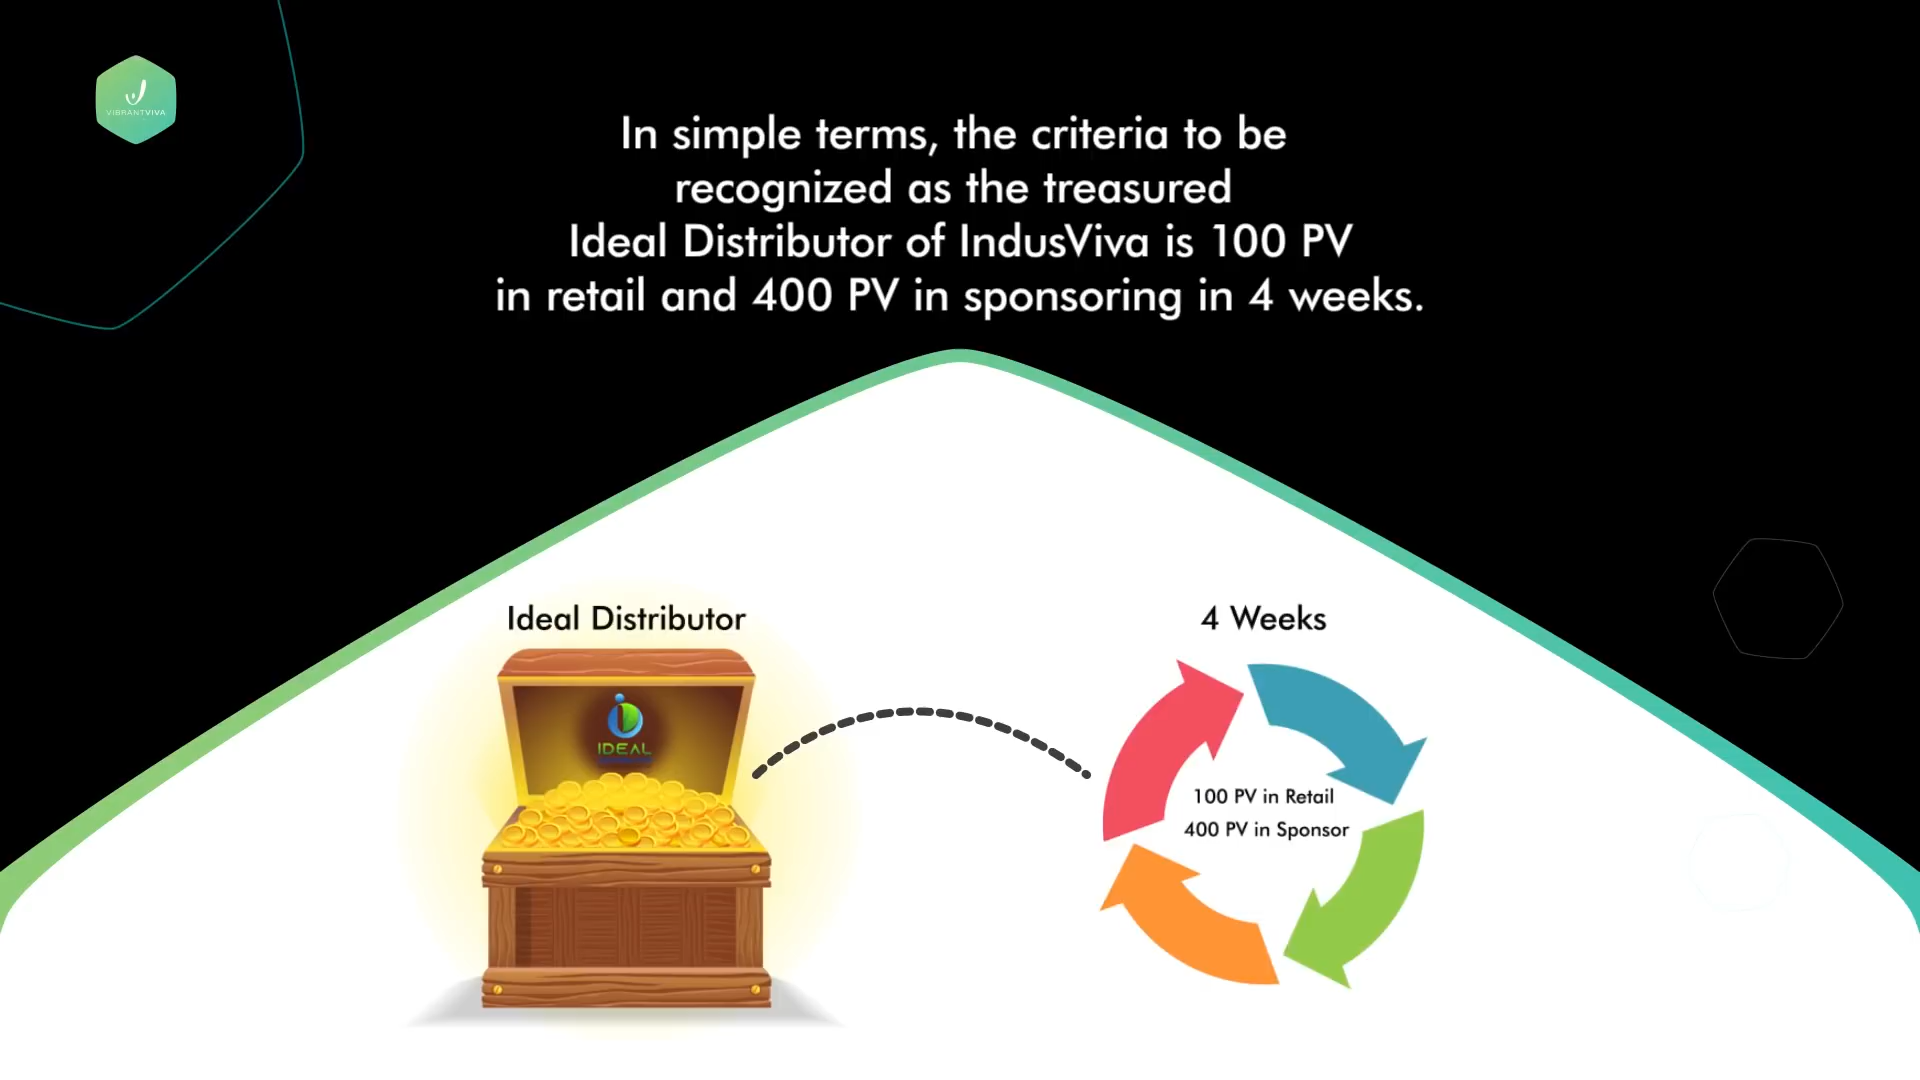 VIBRANTVIVA
In simple terms, the criteria to be
recognized as the treasured
Ideal Distributor of IndusViva is 100 PV
in retail and 400 PV in sponsoring in 4 weeks.
Ideal Distributor
4 Weeks
IDEAL
100 PV in Retail
400 PV in Sponsor